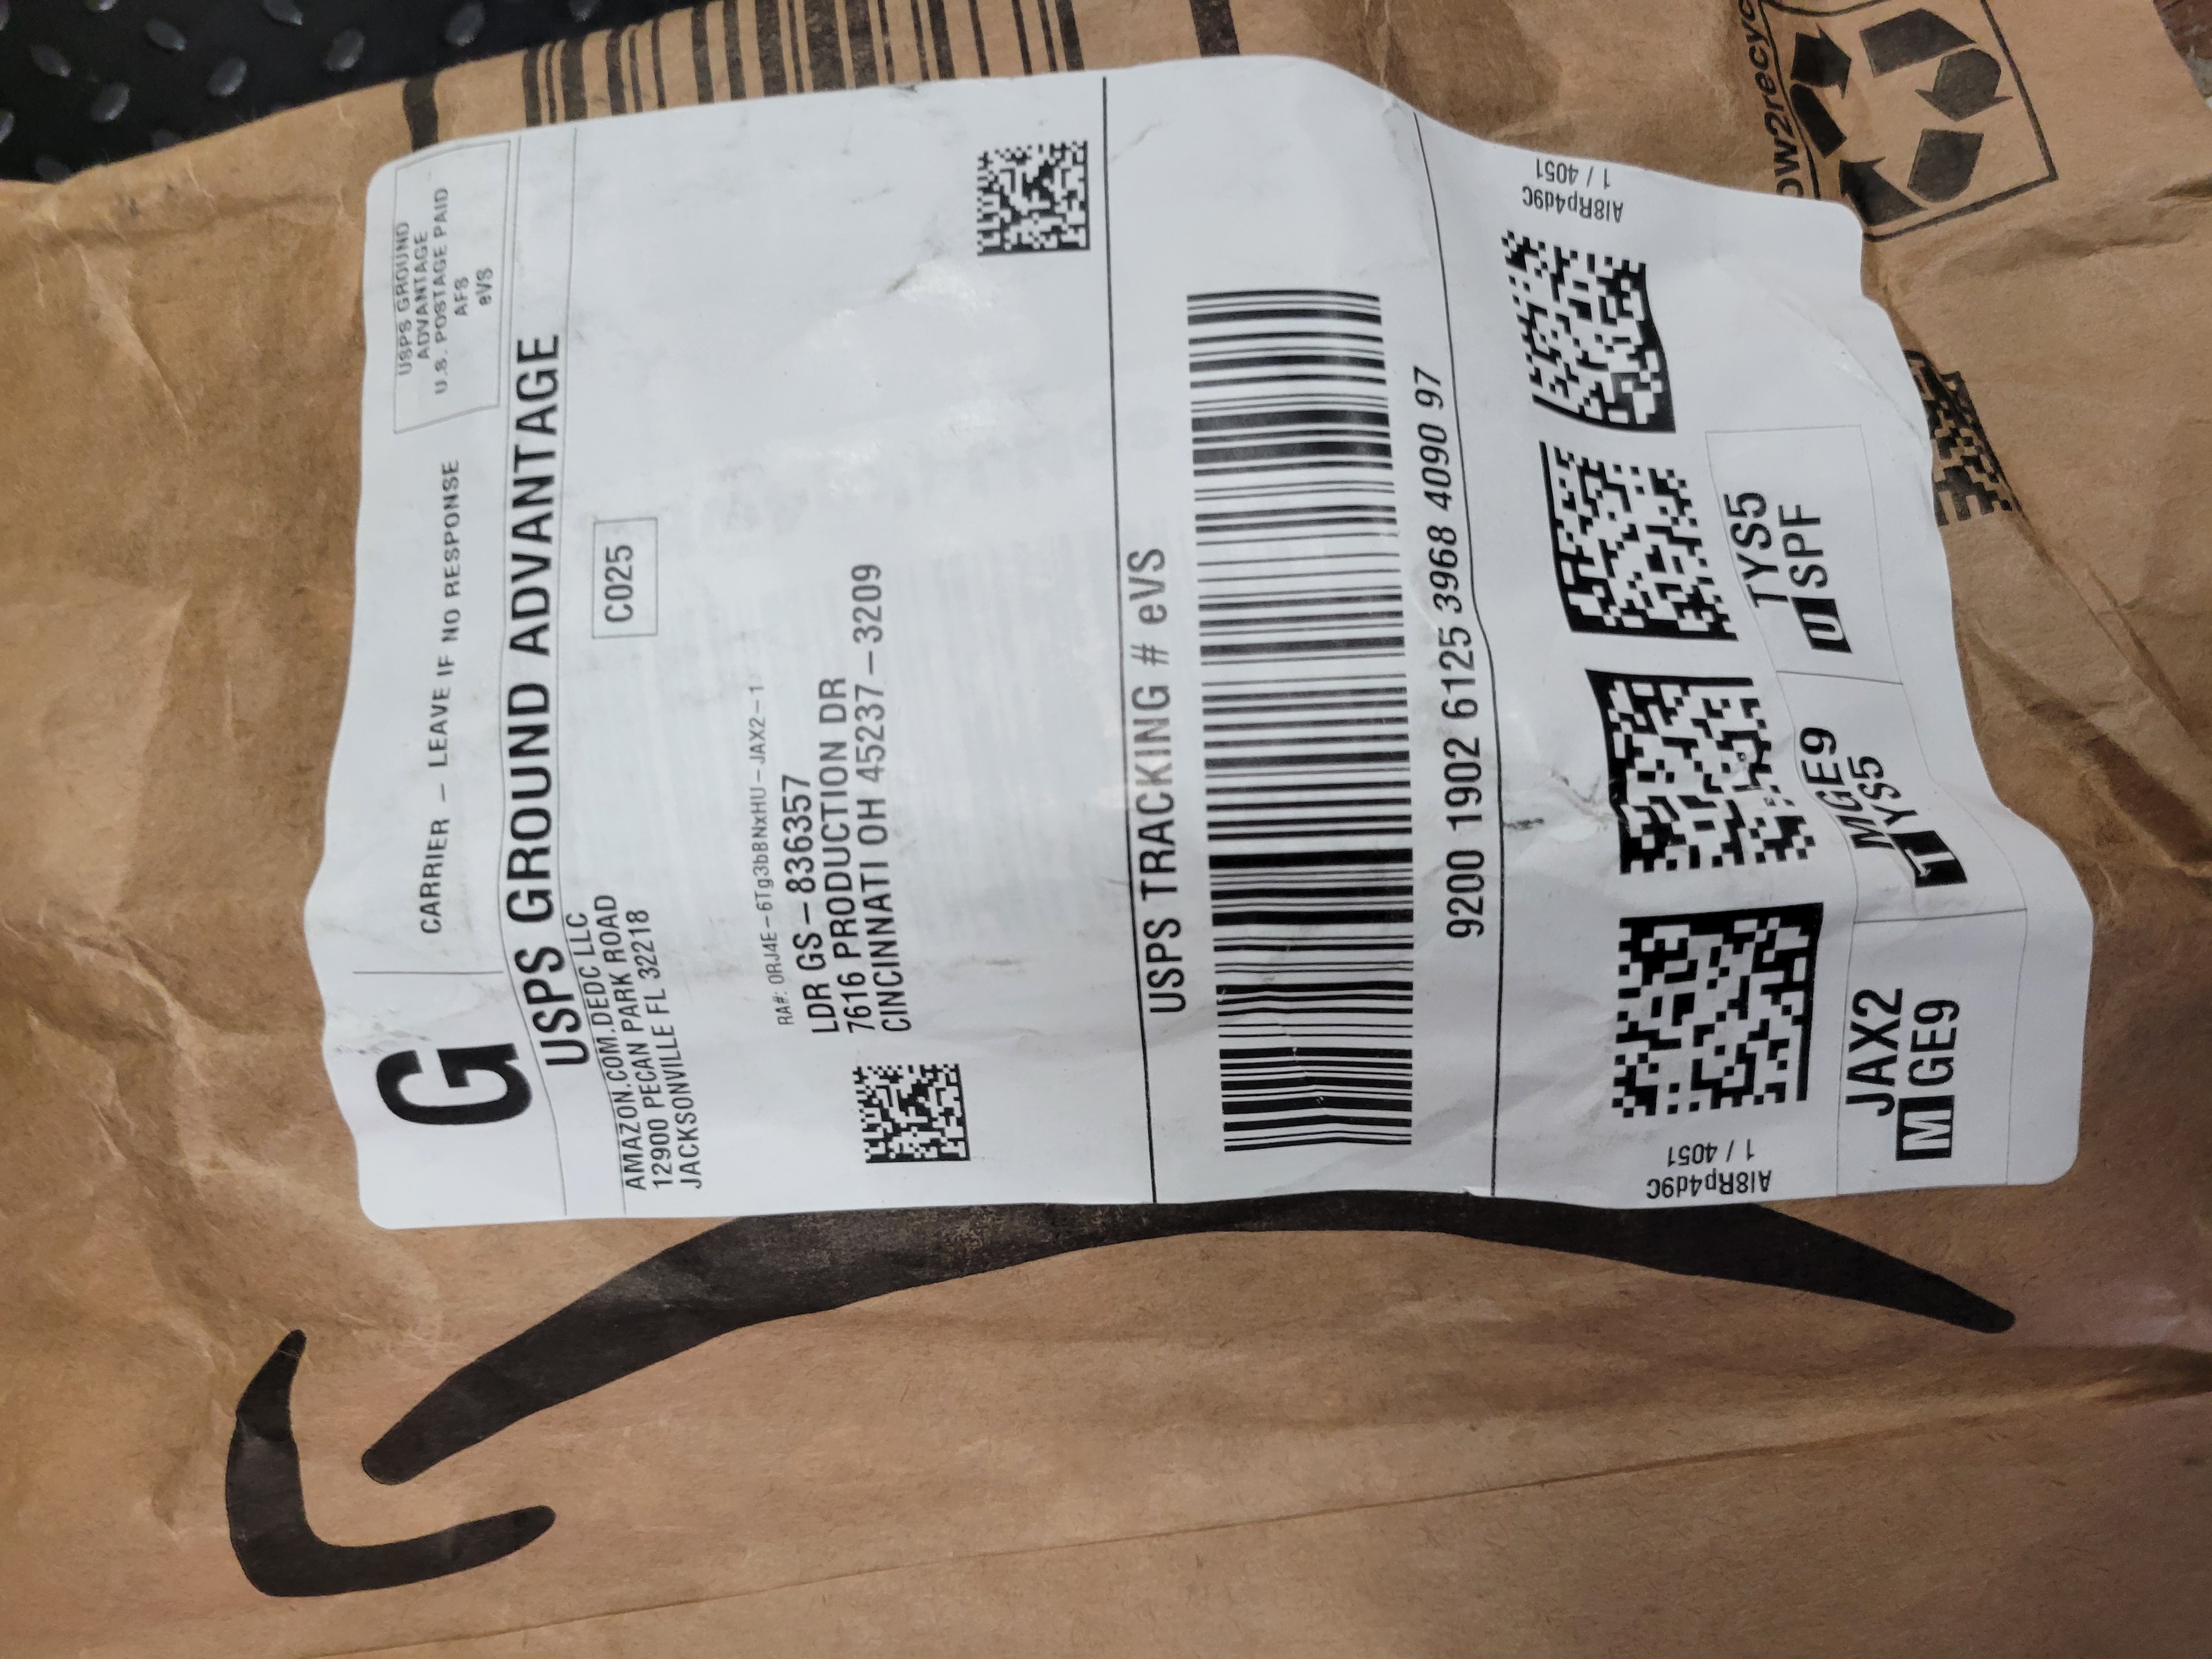 G
CARRIER – LEAVE IF NO RESPONSE
USPS GROUND
ADVANTAGE
U.S. POSTAGE PAID
AFS
eVS
USPS GROUND ADVANTAGE
AMAZON.COM.DEDC LLC
12900 PECAN PARK ROAD
JACKSONVILLE FL 32218
C025
RA#: 0RJ4E-6Tg3bBNxHU-JAX2-1
LDR GS-836357
7616 PRODUCTION DR
CINCINNATI OH 45237-3209
USPS TRACKING # eVS
9200 1902 6125 3968 4090 97
AI8Rp4d9C
1 / 4051
AI8Rp4d9C
1 / 4051
JAX2
M GE9
MGE9
T YS5
TYS5
U SPF
ow2recyc